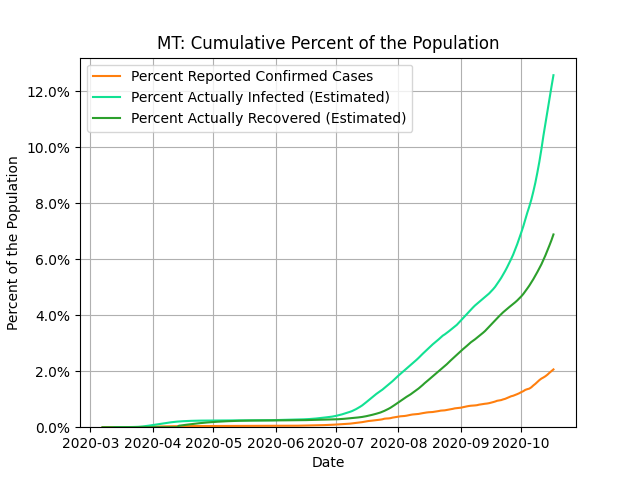 MT: Cumulative Percent of the Population
Percent Reported Confirmed Cases
Percent Actually Infected (Estimated)
Percent Actually Recovered (Estimated)
12.0%
10.0%
8.0%
6.0%
4.0%
2.0%
0.0%
Percent of the Population
2020-03 2020-04 2020-05 2020-06 2020-07 2020-08 2020-09 2020-10
Date